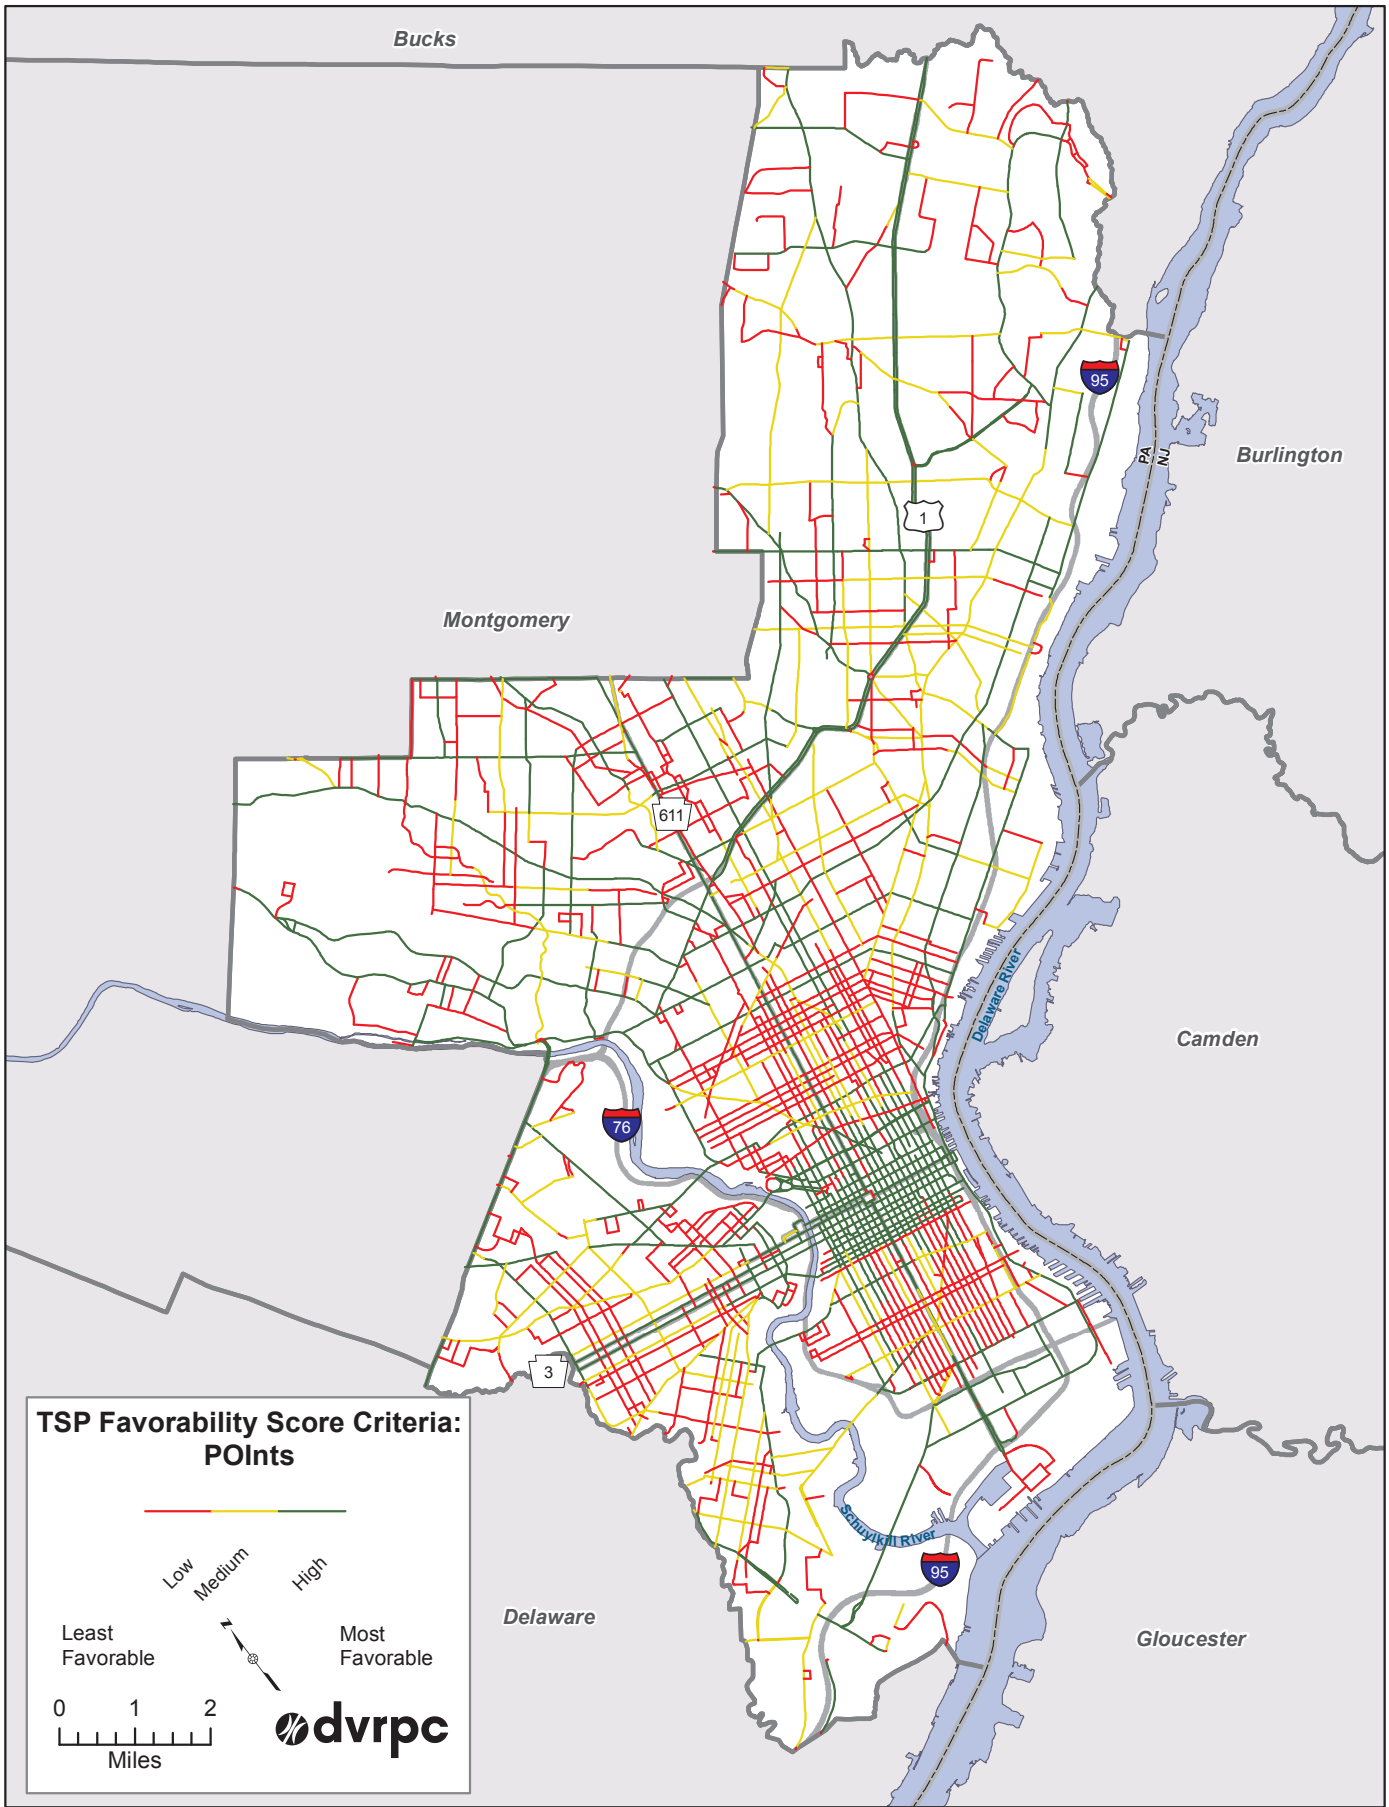 Bucks
95
PA
NJ
Burlington
1
Montgomery
611
Delaware River
Camden
76
3
TSP Favorability Score Criteria:
POInts
Low
Medium
High
Least
Favorable
Most
Favorable
N
0 1 2
Miles
dvrpc
Schuylkill River
95
Delaware
Gloucester